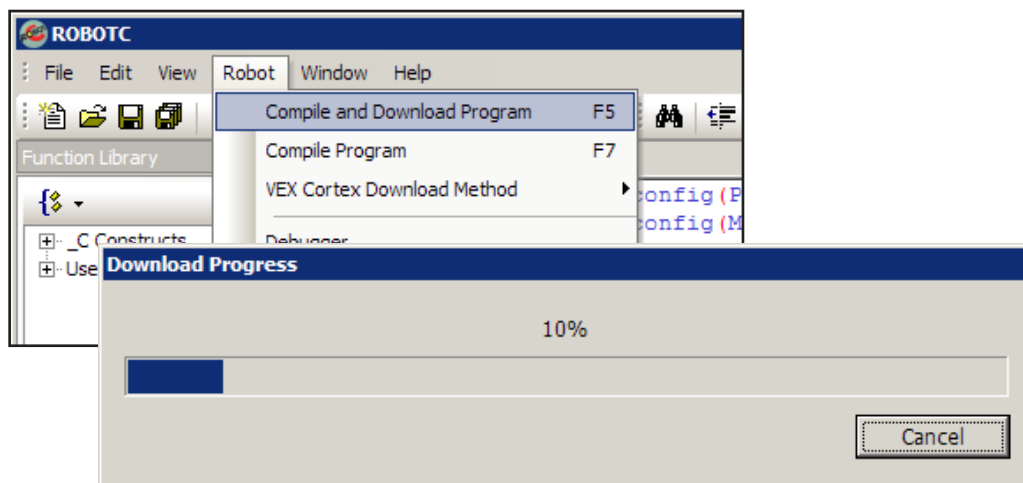 ROBOTC
File Edit View Robot Window Help
Compile and Download Program F5
Function Library
Compile Program F7
VEX Cortex Download Method
config(P
config(M
_C Constructs
Debugger
Use
Download Progress
10%
Cancel